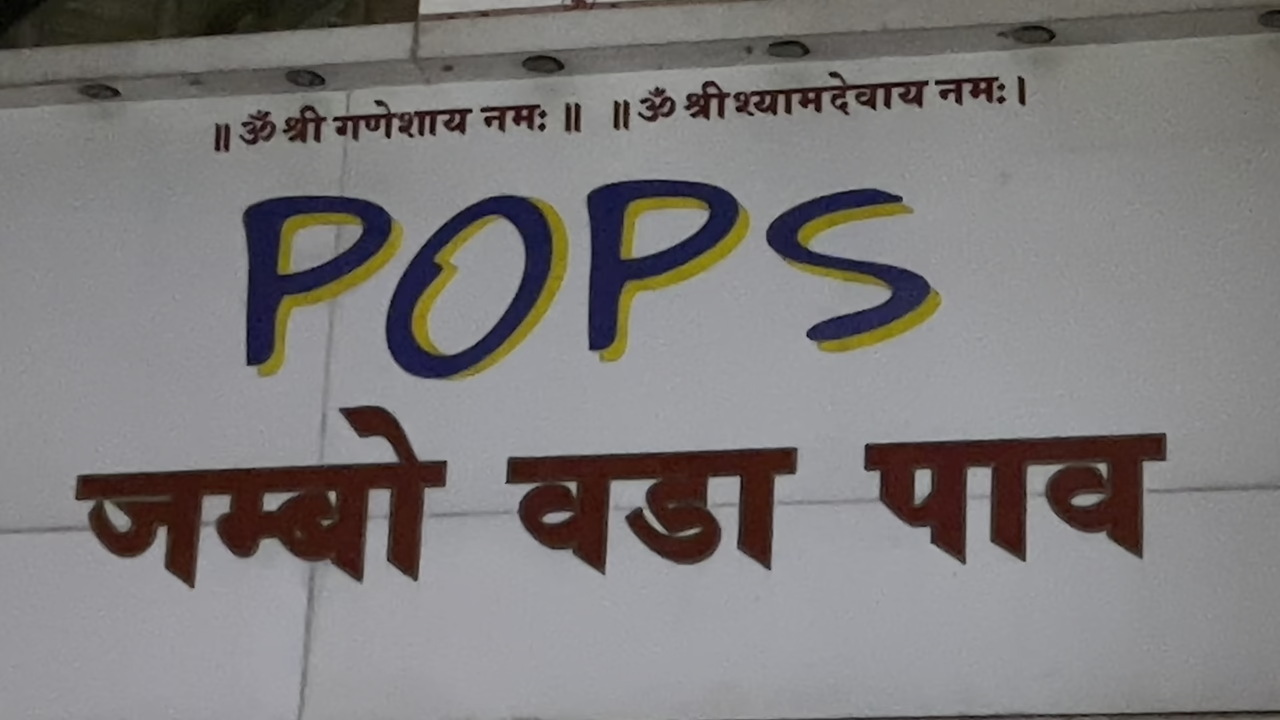 ॥ ॐ श्री गणेशाय नमः ॥ ॥ ॐ श्री श्यामदेवाय नमः।
POPS
जम्बो वडा पाव